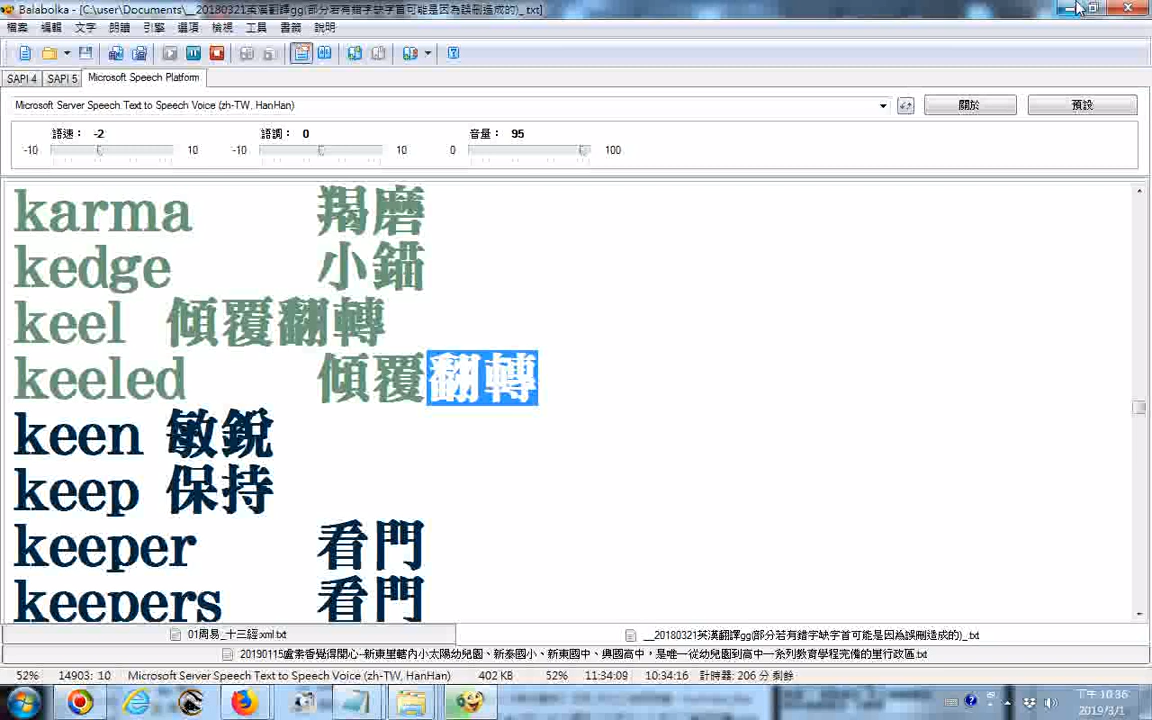 Balabolka - [C:\user\Documents\__20180321英漢翻譯gg(部分若有錯字缺字首可能是因為誤刪造成的)_.txt]
檔案 編輯 文字 朗讀 引擎 選項 檢視 工具 書籤 說明
SAPI 4 SAPI 5 Microsoft Speech Platform
Microsoft Server Speech Text to Speech Voice (zh-TW, HanHan) 關於 預設
語速： -2 語調： 0 音量： 95
-10 10 -10 10 0 100
karma 羯磨
kedge 小錨
keel 傾覆翻轉
keeled 傾覆翻轉
keen 敏銳
keep 保持
keeper 看門
keepers 看門
01周易_十三經.xml.txt __20180321英漢翻譯gg(部分若有錯字缺字首可能是因為誤刪造成的)_.txt
20190115盧素香覺得開心-新東里轄內小太陽幼兒園、新泰國小、新東國中、興國高中，是唯一從幼兒園到高中一系列教育學程完備的里行政區.txt
52% 14903: 10 Microsoft Server Speech Text to Speech Voice (zh-TW, HanHan) 402 KB 52% 11:34:09 10:34:16 計時器: 206 分 剩餘
下午 10:36
2019/3/1